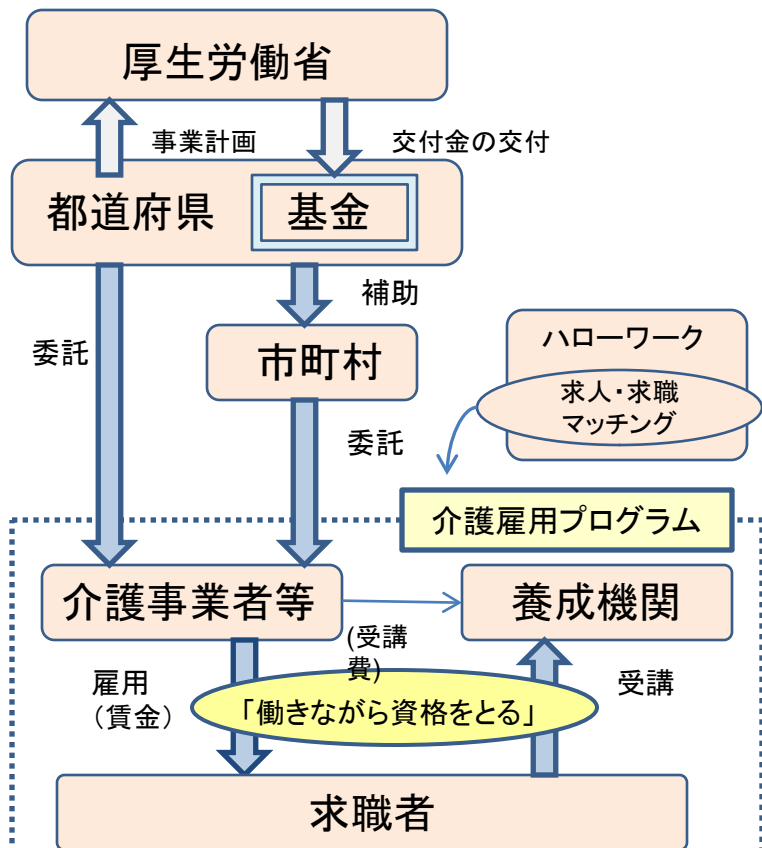 厚生労働省
事業計画
交付金の交付
都道府県
基金
補助
委託
市町村
ハローワーク
求人・求職
マッチング
委託
介護雇用プログラム
介護事業者等
養成機関
(受講
費)
雇用
（賃金）
受講
「働きながら資格をとる」
求職者